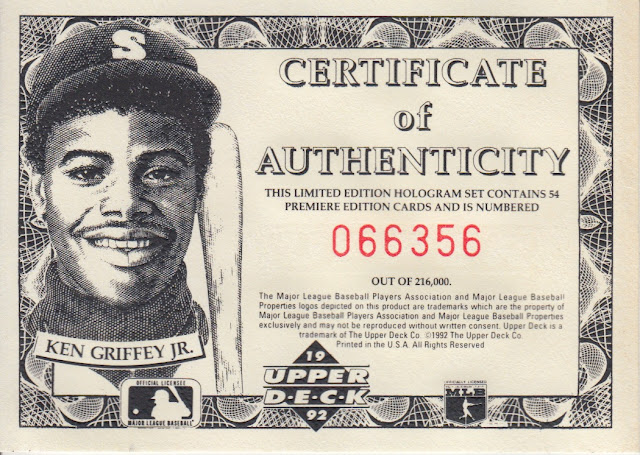 S
CERTIFICATE
of
AUTHENTICITY
THIS LIMITED EDITION HOLOGRAM SET CONTAINS 54
PREMIERE EDITION CARDS AND IS NUMBERED
066356
OUT OF 216,000.
The Major League Baseball Players Association and Major League Baseball
Properties logos depicted on this product are trademarks which are the property of
Major League Baseball Players Association and Major League Baseball Properties
exclusively and may not be reproduced without written consent. Upper Deck is a
trademark of The Upper Deck Co. ©1992 The Upper Deck Co.
Printed in the U.S.A. All Rights Reserved
KEN GRIFFEY JR.
OFFICIAL LICENSEE
MAJOR LEAGUE BASEBALL
19
UPPER
D·E·C·K
92
OFFICIALLY LICENSED